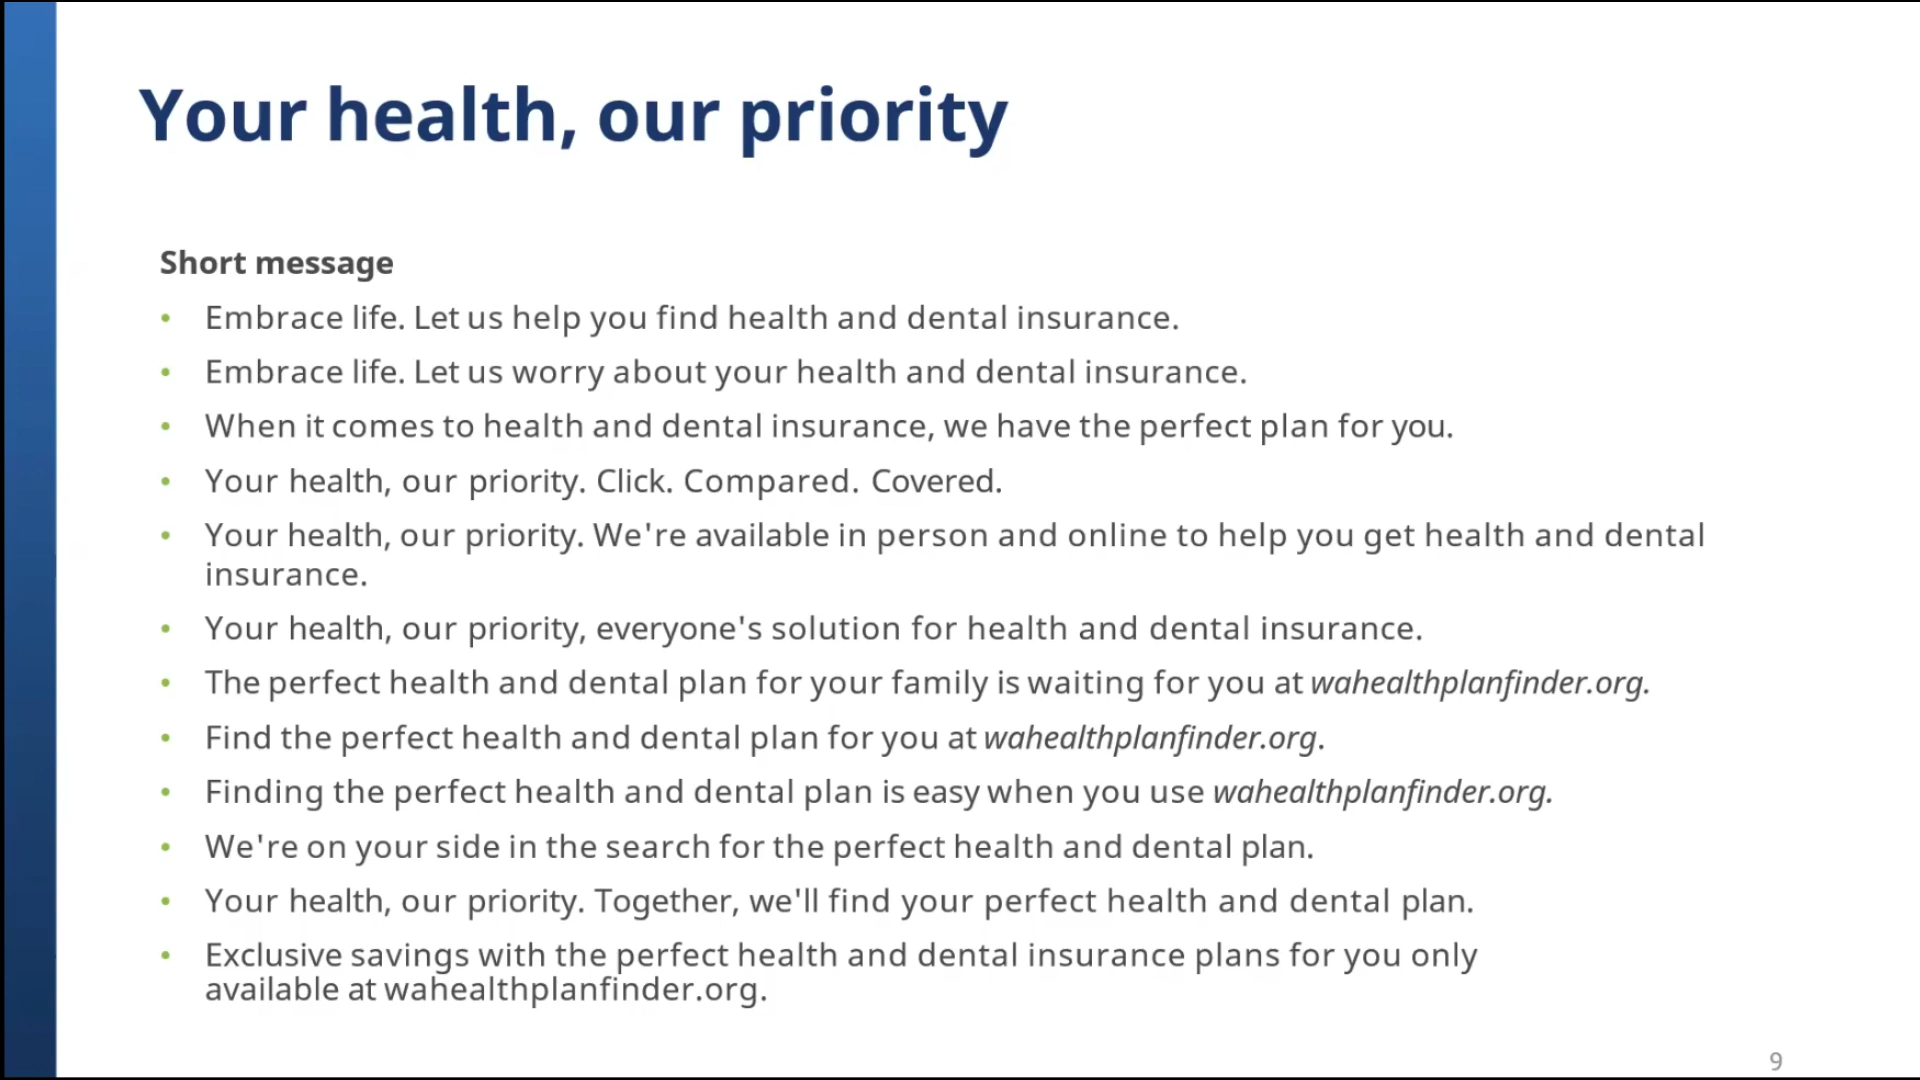 Your health, our priority
Short message
• Embrace life. Let us help you find health and dental insurance.
• Embrace life. Let us worry about your health and dental insurance.
• When it comes to health and dental insurance, we have the perfect plan for you.
• Your health, our priority. Click. Compared. Covered.
• Your health, our priority. We're available in person and online to help you get health and dental
insurance.
• Your health, our priority, everyone's solution for health and dental insurance.
• The perfect health and dental plan for your family is waiting for you at wahealthplanfinder.org.
• Find the perfect health and dental plan for you at wahealthplanfinder.org.
• Finding the perfect health and dental plan is easy when you use wahealthplanfinder.org.
• We're on your side in the search for the perfect health and dental plan.
• Your health, our priority. Together, we'll find your perfect health and dental plan.
• Exclusive savings with the perfect health and dental insurance plans for you only
available at wahealthplanfinder.org.
9